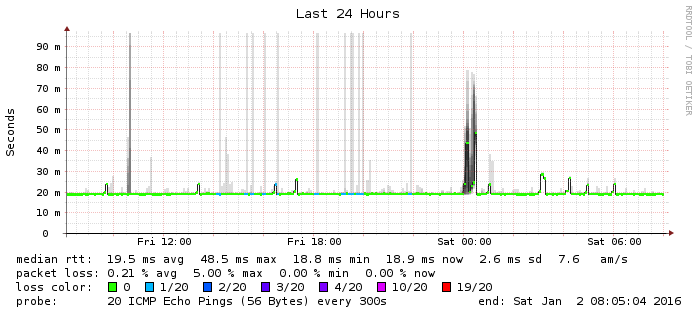 Last 24 Hours
RRDTOOL / TOBI OETIKER
Seconds
90 m
80 m
70 m
60 m
50 m
40 m
30 m
20 m
10 m
0
Fri 12:00 Fri 18:00 Sat 00:00 Sat 06:00
median rtt: 19.5 ms avg 48.5 ms max 18.8 ms min 18.9 ms now 2.6 ms sd 7.6 am/s
packet loss: 0.21 % avg 5.00 % max 0.00 % min 0.00 % now
loss color: 0 1/20 2/20 3/20 4/20 10/20 19/20
probe: 20 ICMP Echo Pings (56 Bytes) every 300s end: Sat Jan 2 08:05:04 2016